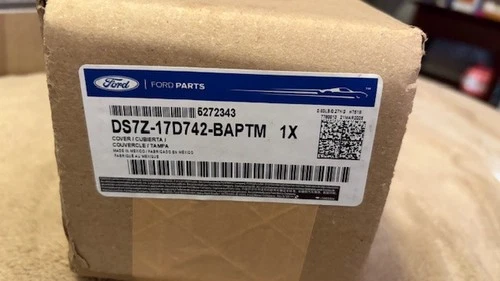 Ford
FORD PARTS
5272343
DS7Z-17D742-BAPTM 1X
COVER / CUBIERTA /
COUVERCLE / TAMPA
MADE IN MEXICO / FABRICADO EN MEXICO
FABRIQUE AU MEXIQUE